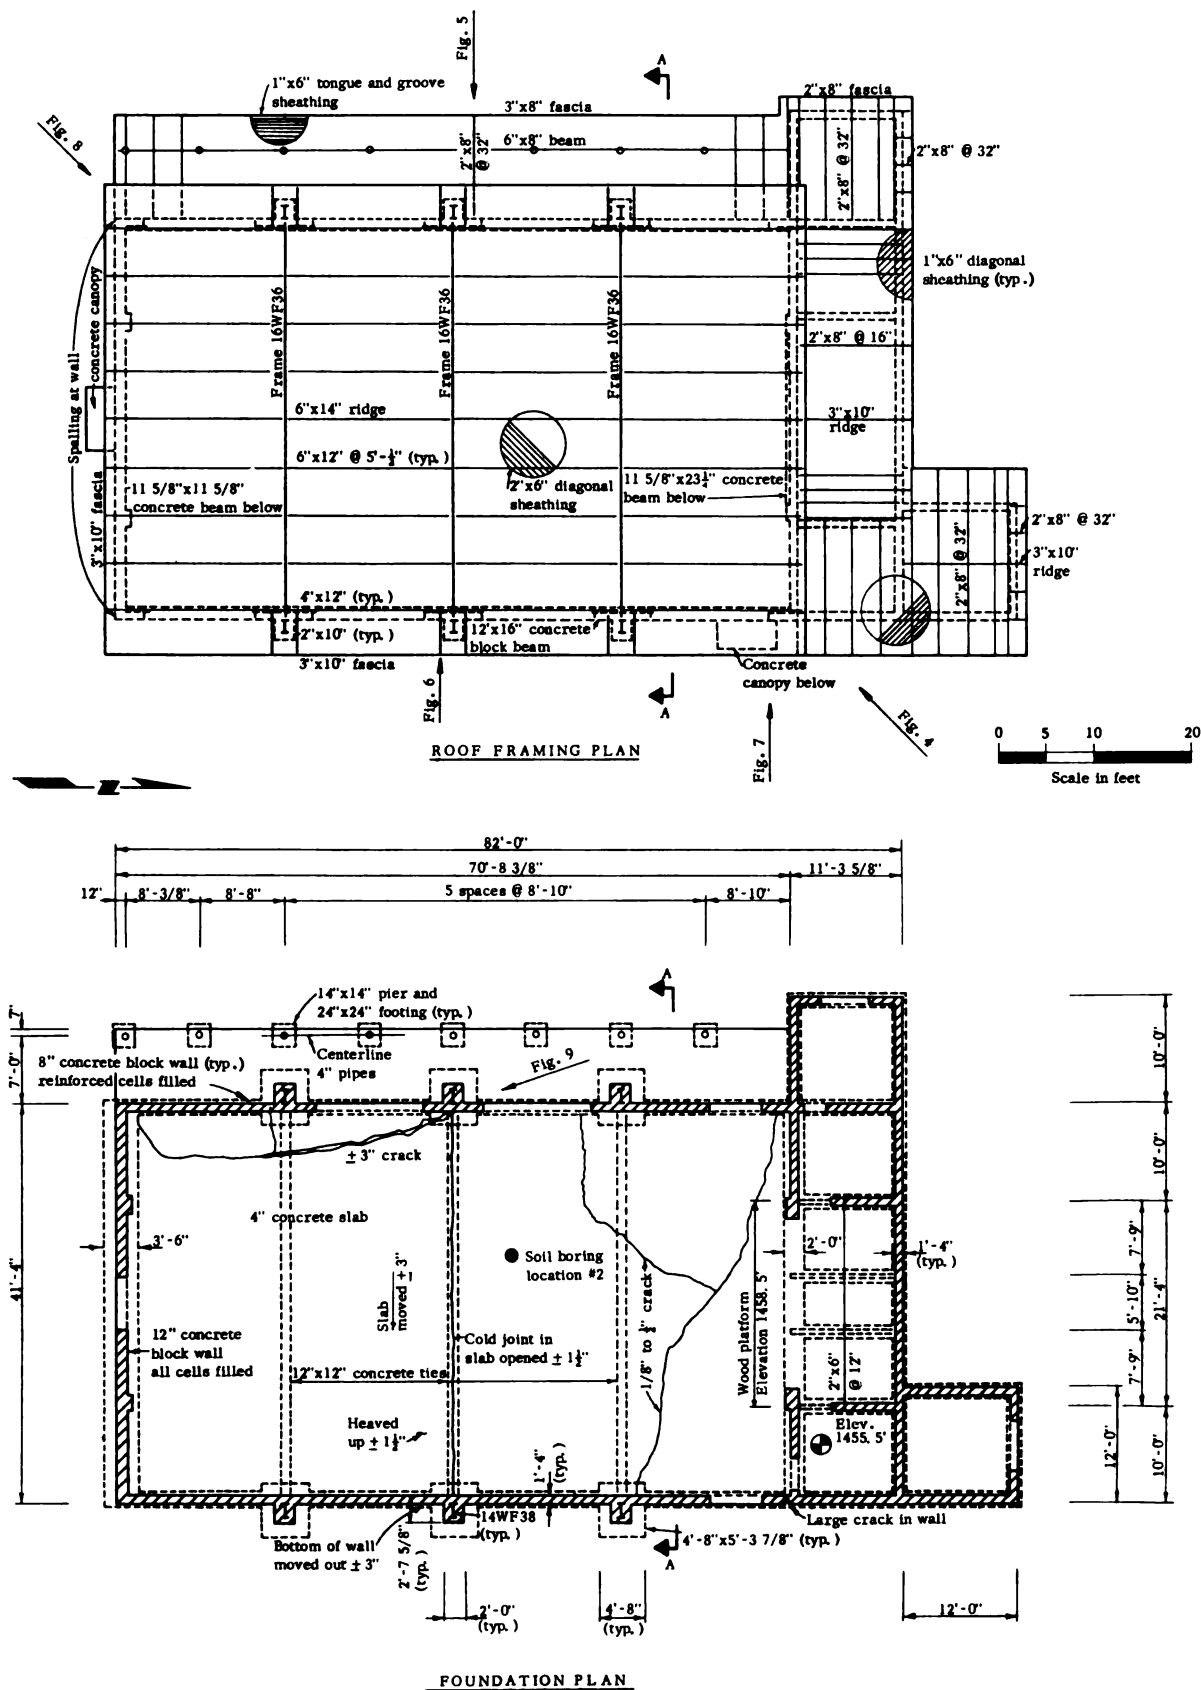 Fig. 5
A
1"x6" tongue and groove
sheathing
3"x8" fascia
2"x8" fascia
Fig. 8
2"x8"
@ 32"
6"x8" beam
2"x8" @ 32"
2"x8" @ 32"
Spalling at wall
concrete canopy
Frame 16WF36
Frame 16WF36
Frame 16WF36
1"x6" diagonal
sheathing (typ.)
2"x8" @ 16"
6"x14" ridge
3"x10"
ridge
6"x12" @ 5'-½" (typ.)
3"x10" fascia
11 5/8"x11 5/8"
concrete beam below
2"x6" diagonal
sheathing
11 5/8"x23¼" concrete
beam below
2"x8" @ 32"
2"x8" @ 32"
3"x10"
ridge
4"x12" (typ.)
2"x10" (typ.)
12"x16" concrete
block beam
3"x10" fascia
Concrete
canopy below
Fig. 6
A
Fig. 7
Fig. 4
ROOF FRAMING PLAN
0 5 10 20
Scale in feet
N
82'-0"
70'-8 3/8"
11'-3 5/8"
12"
8'-3/8"
8'-8"
5 spaces @ 8'-10"
8'-10"
A
14"x14" pier and
24"x24" footing (typ.)
7"
7'-0"
Centerline
4" pipes
Fig. 9
8" concrete block wall (typ.)
reinforced cells filled
10'-0"
± 3" crack
10'-0"
4" concrete slab
3'-6"
Soil boring
location #2
2'-0"
1'-4"
(typ.)
7'-9"
41'-4"
Slab
moved ± 3"
5'-10"
21'-4"
12" concrete
block wall
all cells filled
Cold joint in
slab opened ± 1½"
1/8" to ½" crack
Wood platform
Elevation 1458.5'
2"x6"
@ 12"
7'-9"
12"x12" concrete ties
Heaved
up ± 1½"
Elev.
1455.5'
1'-4"
(typ.)
12'-0"
10'-0"
14WF38
(typ.)
Large crack in wall
Bottom of wall
moved out ± 3"
2'-7 5/8"
(typ.)
4'-8"x5'-3 7/8" (typ.)
A
2'-0"
(typ.)
4'-8"
(typ.)
12'-0"
FOUNDATION PLAN